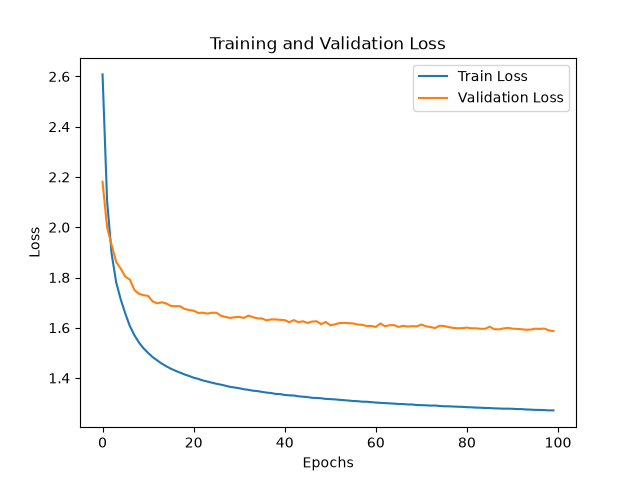 Training and Validation Loss
Train Loss
Validation Loss
Loss
2.6
2.4
2.2
2.0
1.8
1.6
1.4
0 20 40 60 80 100
Epochs